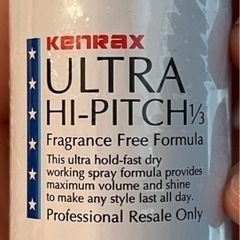 KENRAX
ULTRA
HI-PITCH⅓
Fragrance Free Formula
This ultra hold-fast dry
working spray formula provides
maximum volume and shine
to make any style last all day.
Professional Resale Only